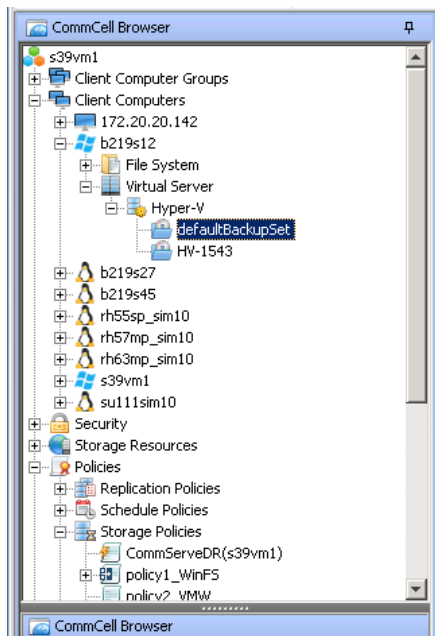 CommCell Browser
s39vm1
Client Computer Groups
Client Computers
172.20.20.142
b219s12
File System
Virtual Server
Hyper-V
defaultBackupSet
HV-1543
b219s27
b219s45
rh55sp_sim10
rh57mp_sim10
rh63mp_sim10
s39vm1
su111sim10
Security
Storage Resources
Policies
Replication Policies
Schedule Policies
Storage Policies
CommServeDR(s39vm1)
policy1_WinFS
policy2_VMW
CommCell Browser